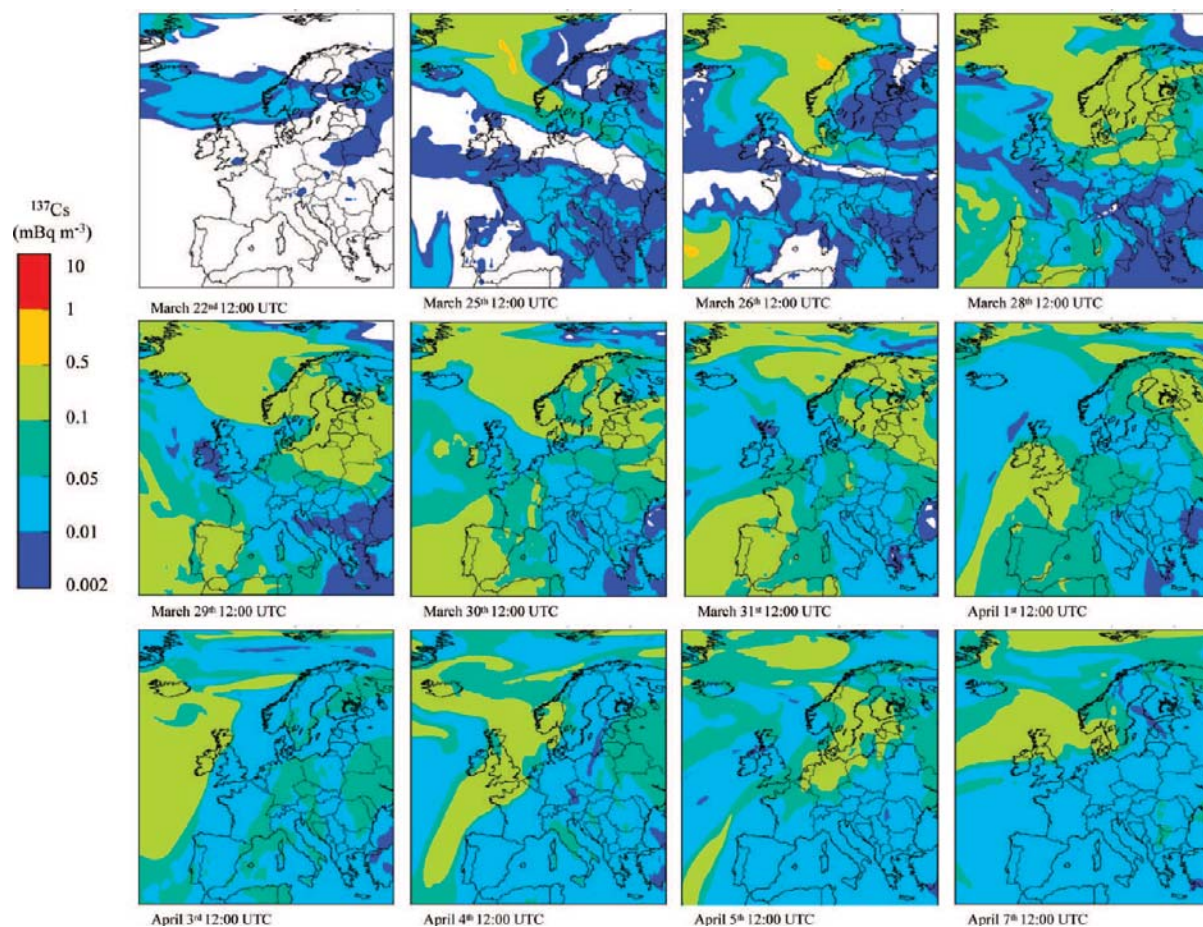 March 22nd 12:00 UTC
March 25th 12:00 UTC
March 26th 12:00 UTC
March 28th 12:00 UTC
137Cs
(mBq m-3)
10
1
0.5
0.1
0.05
0.01
0.002
March 29th 12:00 UTC
March 30th 12:00 UTC
March 31st 12:00 UTC
April 1st 12:00 UTC
April 3rd 12:00 UTC
April 4th 12:00 UTC
April 5th 12:00 UTC
April 7th 12:00 UTC